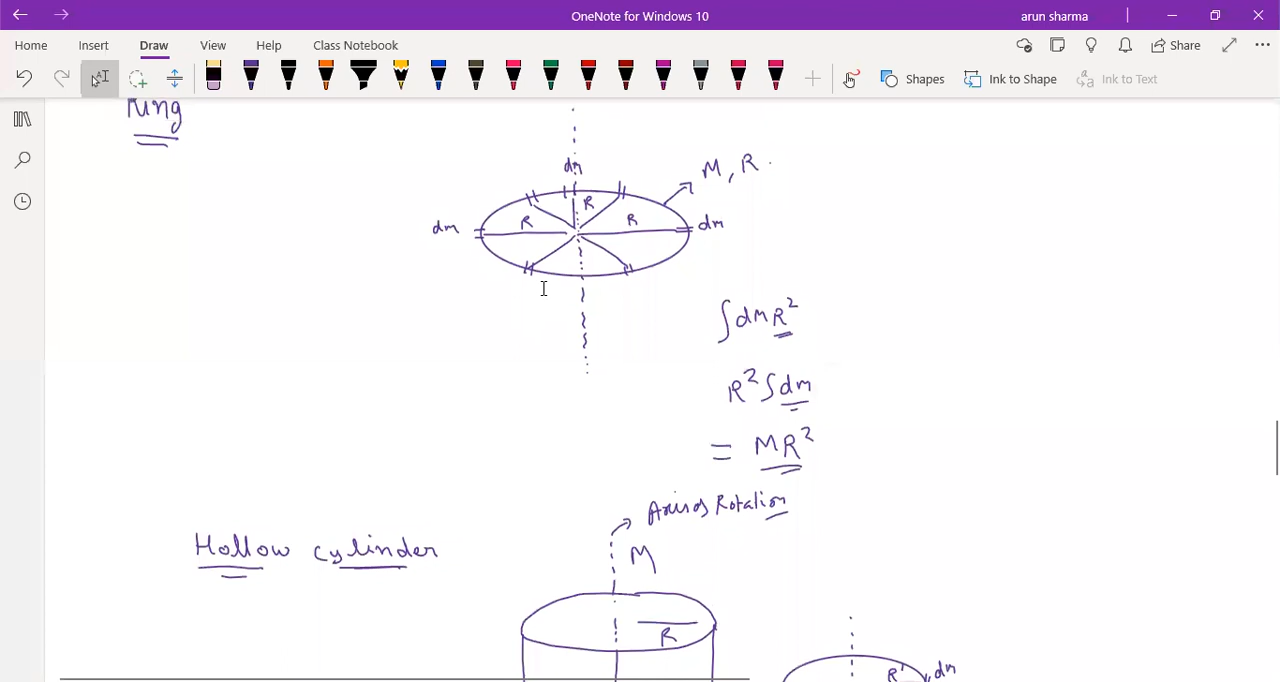 OneNote for Windows 10
arun sharma
Home Insert Draw View Help Class Notebook
Share
Shapes Ink to Shape Ink to Text
Ring
dm
M, R
R
R R
dm dm
∫dm R²
R² ∫dm
= MR²
Axis of Rotation
Hollow cylinder
M
R
R dm